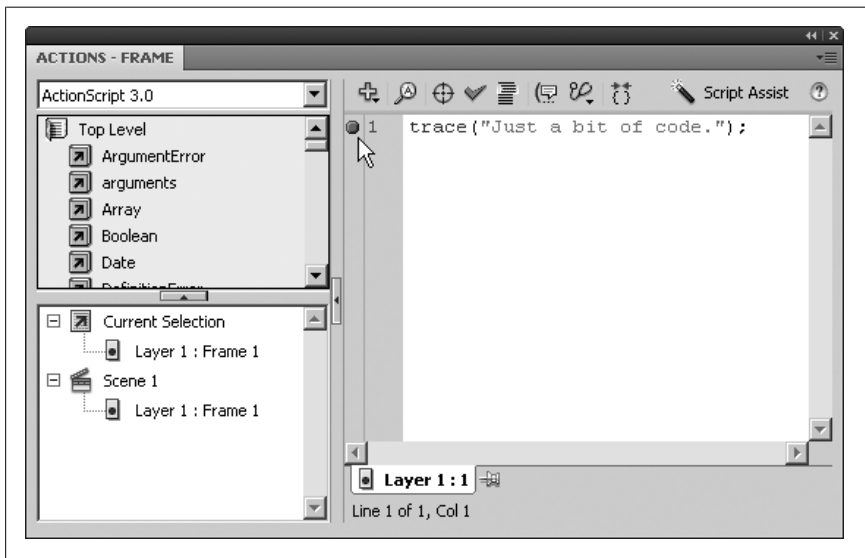 ACTIONS - FRAME
ActionScript 3.0
Top Level
ArgumentError
arguments
Array
Boolean
Date
DefinitionError
Current Selection
Layer 1 : Frame 1
Scene 1
Layer 1 : Frame 1
Script Assist
1 trace("Just a bit of code.");
Layer 1 : 1
Line 1 of 1, Col 1